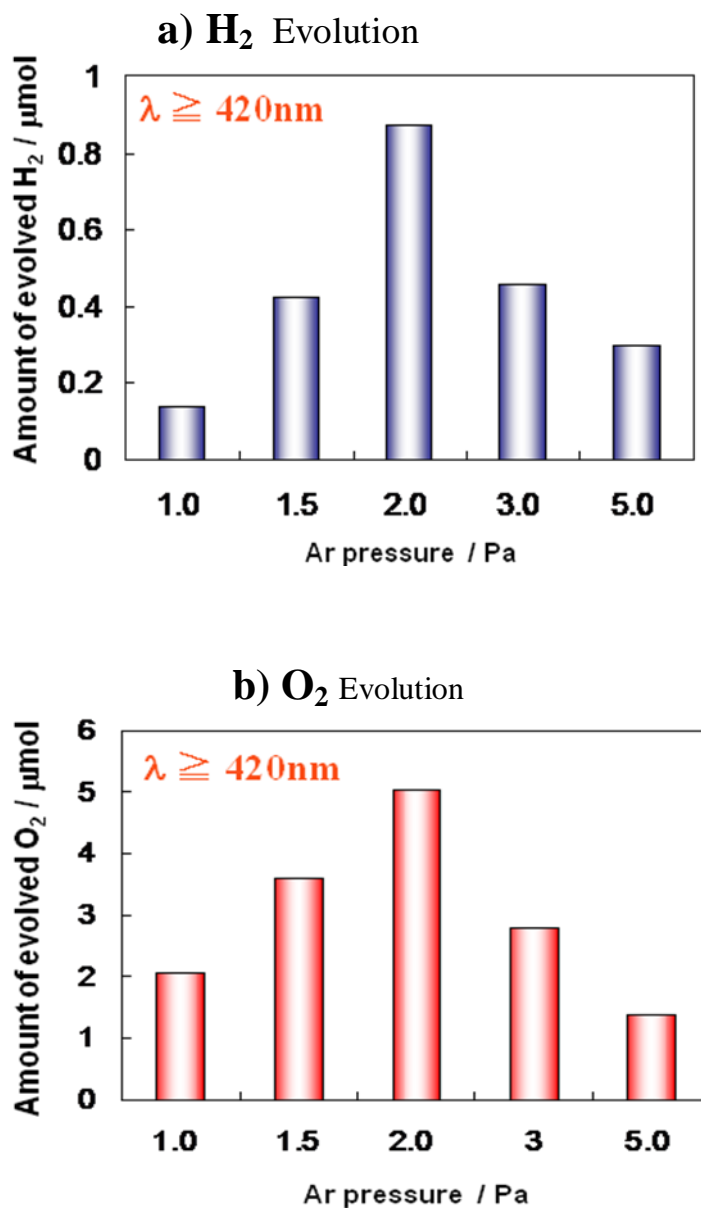 a) H₂ Evolution
Amount of evolved H₂ / μmol
1
0.8
0.6
0.4
0.2
0
λ ≧ 420nm
1.0 1.5 2.0 3.0 5.0
Ar pressure / Pa
b) O₂ Evolution
Amount of evolved O₂ / μmol
6
5
4
3
2
1
0
λ ≧ 420nm
1.0 1.5 2.0 3 5.0
Ar pressure / Pa